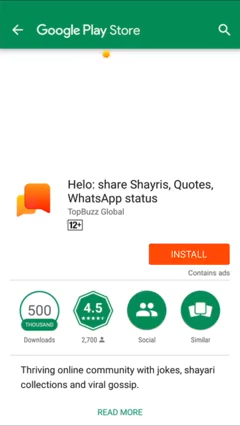 Google Play Store
Helo: share Shayris, Quotes,
WhatsApp status
TopBuzz Global
12+
INSTALL
Contains ads
500
THOUSAND
4.5
Downloads
2,700
Social
Similar
Thriving online community with jokes, shayari
collections and viral gossip.
READ MORE